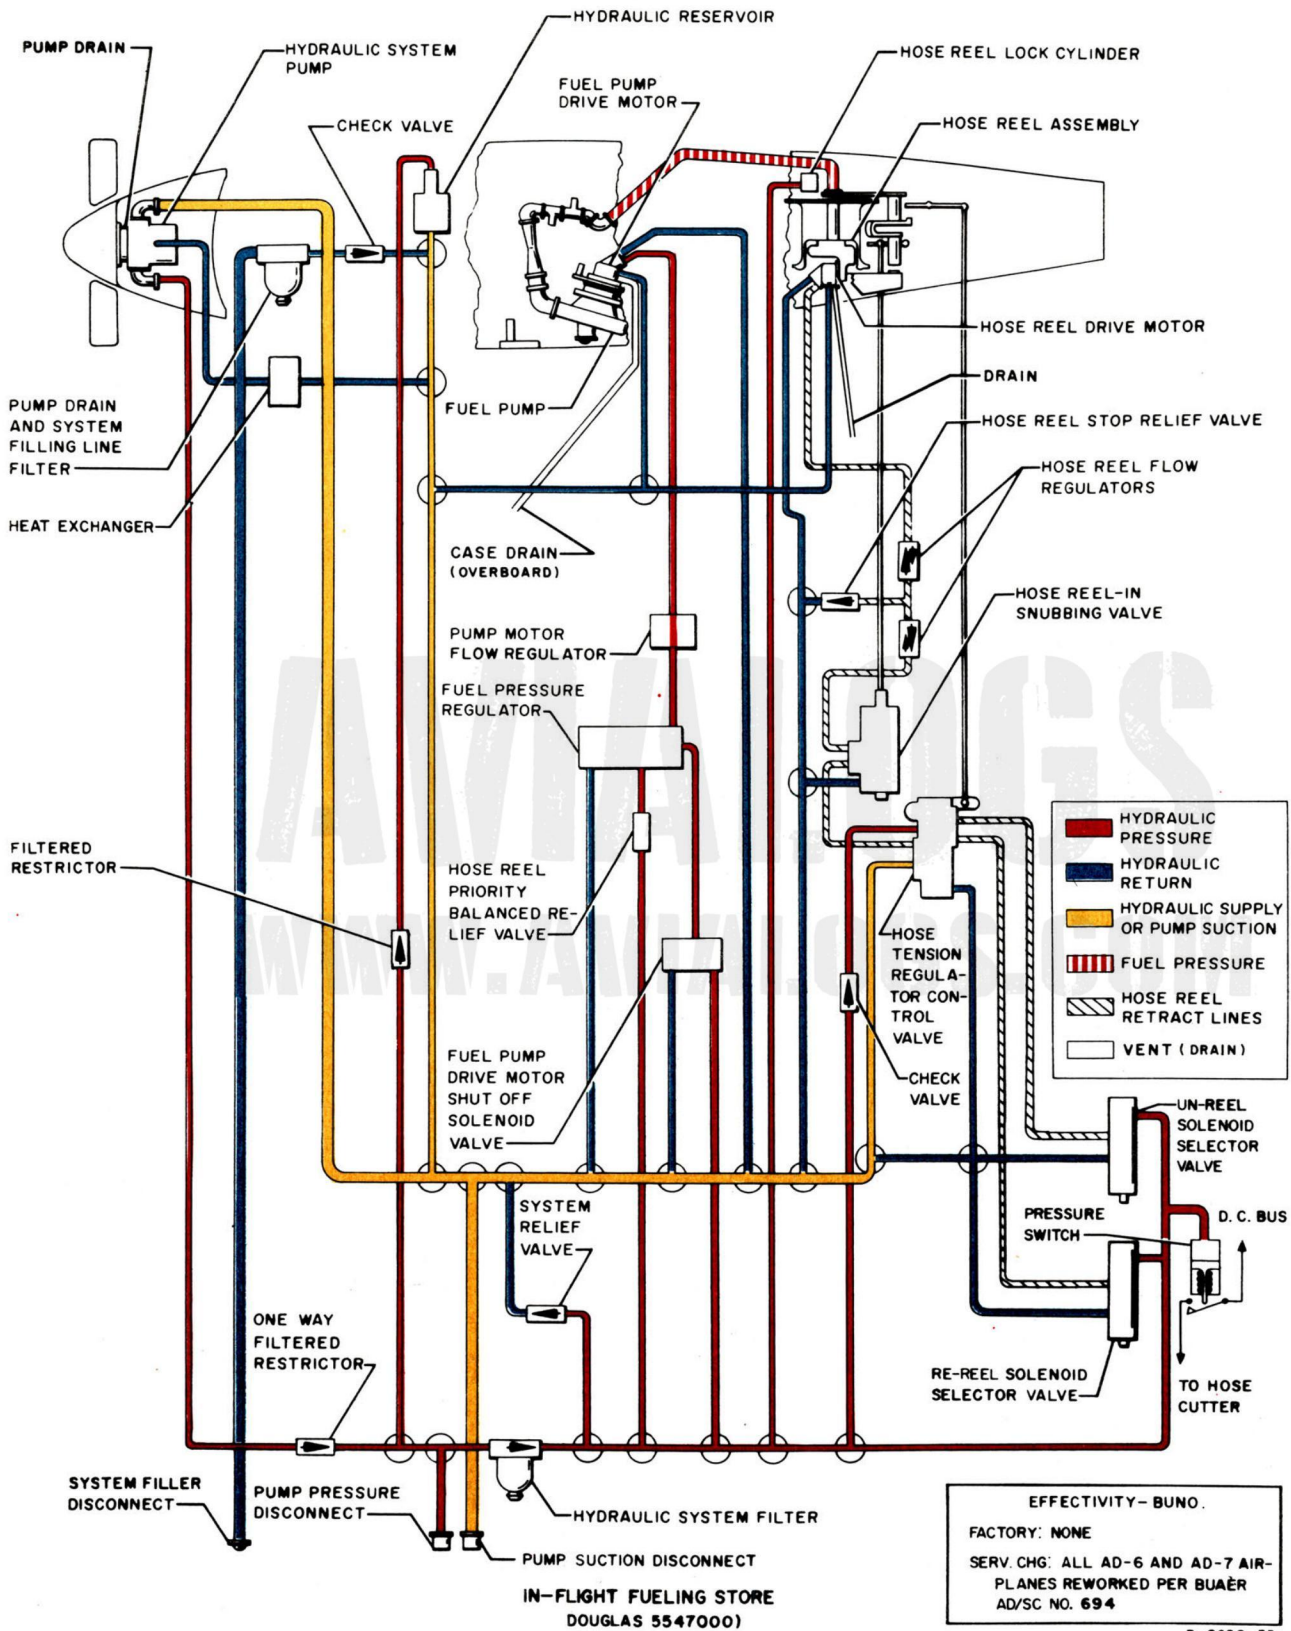 HYDRAULIC RESERVOIR
PUMP DRAIN
HYDRAULIC SYSTEM
PUMP
HOSE REEL LOCK CYLINDER
FUEL PUMP
DRIVE MOTOR
CHECK VALVE
HOSE REEL ASSEMBLY
HOSE REEL DRIVE MOTOR
DRAIN
PUMP DRAIN
AND SYSTEM
FILLING LINE
FILTER
FUEL PUMP
HOSE REEL STOP RELIEF VALVE
HOSE REEL FLOW
REGULATORS
HEAT EXCHANGER
CASE DRAIN
(OVERBOARD)
HOSE REEL-IN
SNUBBING VALVE
PUMP MOTOR
FLOW REGULATOR
FUEL PRESSURE
REGULATOR
AVIALOGS
WWW.AVIALOGS.COM
FILTERED
RESTRICTOR
HOSE REEL
PRIORITY
BALANCED RE-
LIEF VALVE
HYDRAULIC
PRESSURE
HYDRAULIC
RETURN
HYDRAULIC SUPPLY
OR PUMP SUCTION
FUEL PRESSURE
HOSE REEL
RETRACT LINES
VENT (DRAIN)
HOSE
TENSION
REGULA-
TOR CON-
TROL
VALVE
FUEL PUMP
DRIVE MOTOR
SHUT OFF
SOLENOID
VALVE
CHECK
VALVE
UN-REEL
SOLENOID
SELECTOR
VALVE
SYSTEM
RELIEF
VALVE
PRESSURE
SWITCH
D.C. BUS
ONE WAY
FILTERED
RESTRICTOR
RE-REEL SOLENOID
SELECTOR VALVE
TO HOSE
CUTTER
SYSTEM FILLER
DISCONNECT
PUMP PRESSURE
DISCONNECT
HYDRAULIC SYSTEM FILTER
PUMP SUCTION DISCONNECT
IN-FLIGHT FUELING STORE
DOUGLAS 5547000)
EFFECTIVITY-BUNO.
FACTORY: NONE
SERV. CHG: ALL AD-6 AND AD-7 AIR-
PLANES REWORKED PER BUAER
AD/SC NO. 694